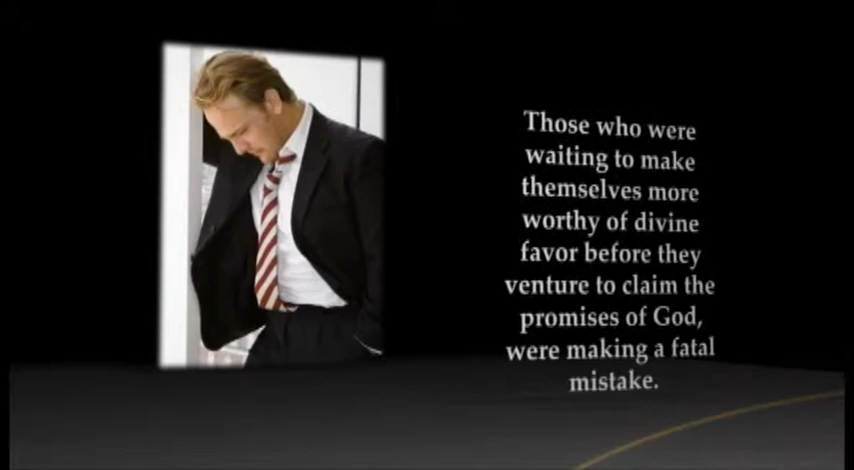 Those who were
waiting to make
themselves more
worthy of divine
favor before they
venture to claim the
promises of God,
were making a fatal
mistake.